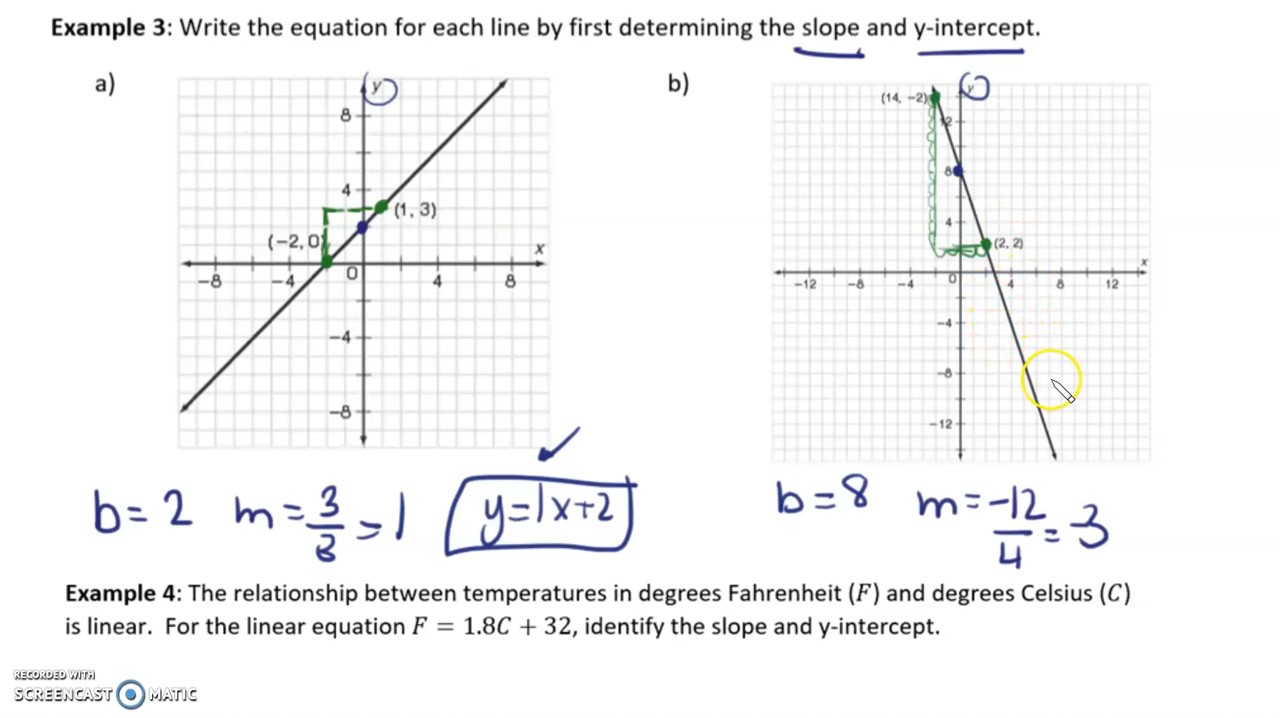 Example 3: Write the equation for each line by first determining the slope and y-intercept.
a)
y
8
4
(1, 3)
(−2, 0)
x
−8
−4
0
4
8
−4
−8
b = 2 m = 3/3 = 1 y = 1x + 2
b)
y
(14, −2)
12
8
4
(2, 2)
x
−12
−8
−4
0
4
8
12
−4
−8
−12
b = 8 m = -12/4 = -3
Example 4: The relationship between temperatures in degrees Fahrenheit (F) and degrees Celsius (C)
is linear. For the linear equation F = 1.8C + 32, identify the slope and y-intercept.
RECORDED WITH
SCREENCAST MATIC